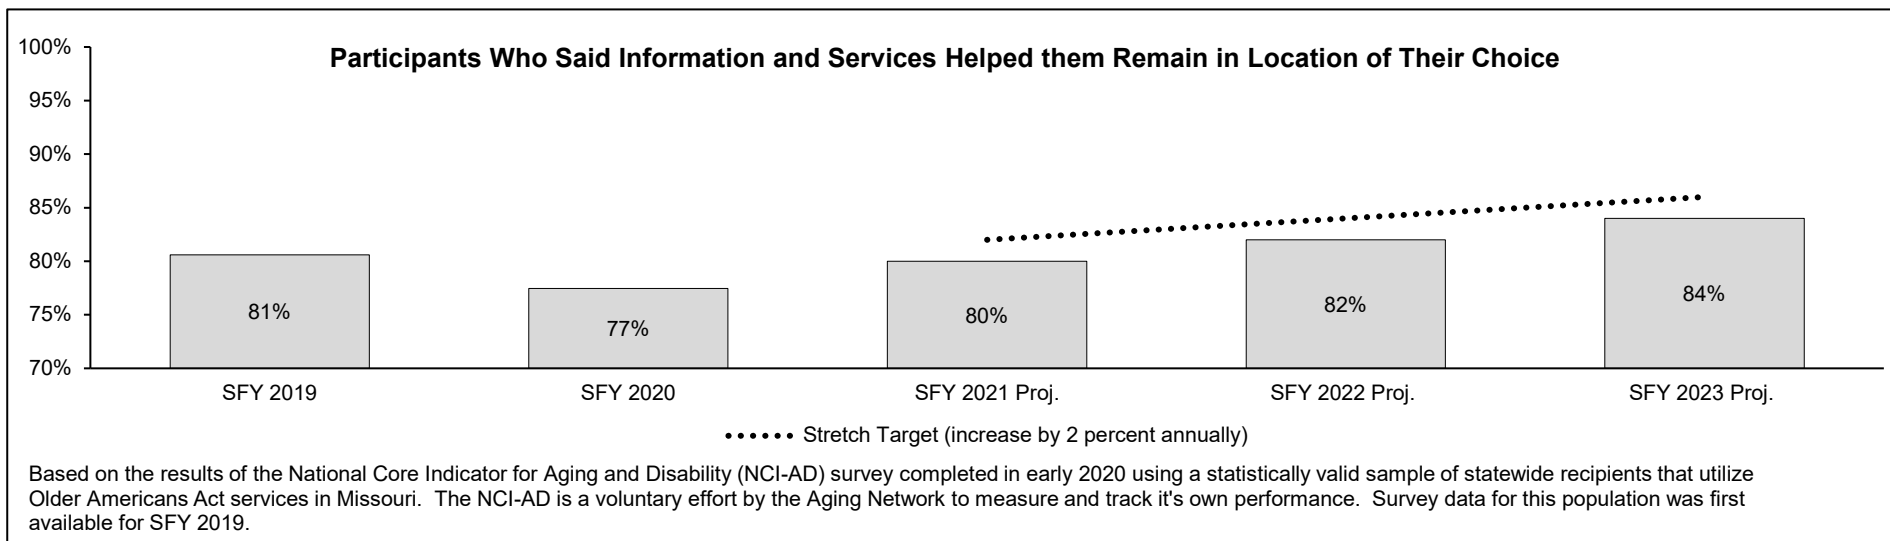 Participants Who Said Information and Services Helped them Remain in Location of Their Choice
100%
95%
90%
85%
80%
75%
70%
81%
77%
80%
82%
84%
SFY 2019
SFY 2020
SFY 2021 Proj.
SFY 2022 Proj.
SFY 2023 Proj.
Stretch Target (increase by 2 percent annually)
Based on the results of the National Core Indicator for Aging and Disability (NCI-AD) survey completed in early 2020 using a statistically valid sample of statewide recipients that utilize
Older Americans Act services in Missouri.  The NCI-AD is a voluntary effort by the Aging Network to measure and track it's own performance.  Survey data for this population was first
available for SFY 2019.